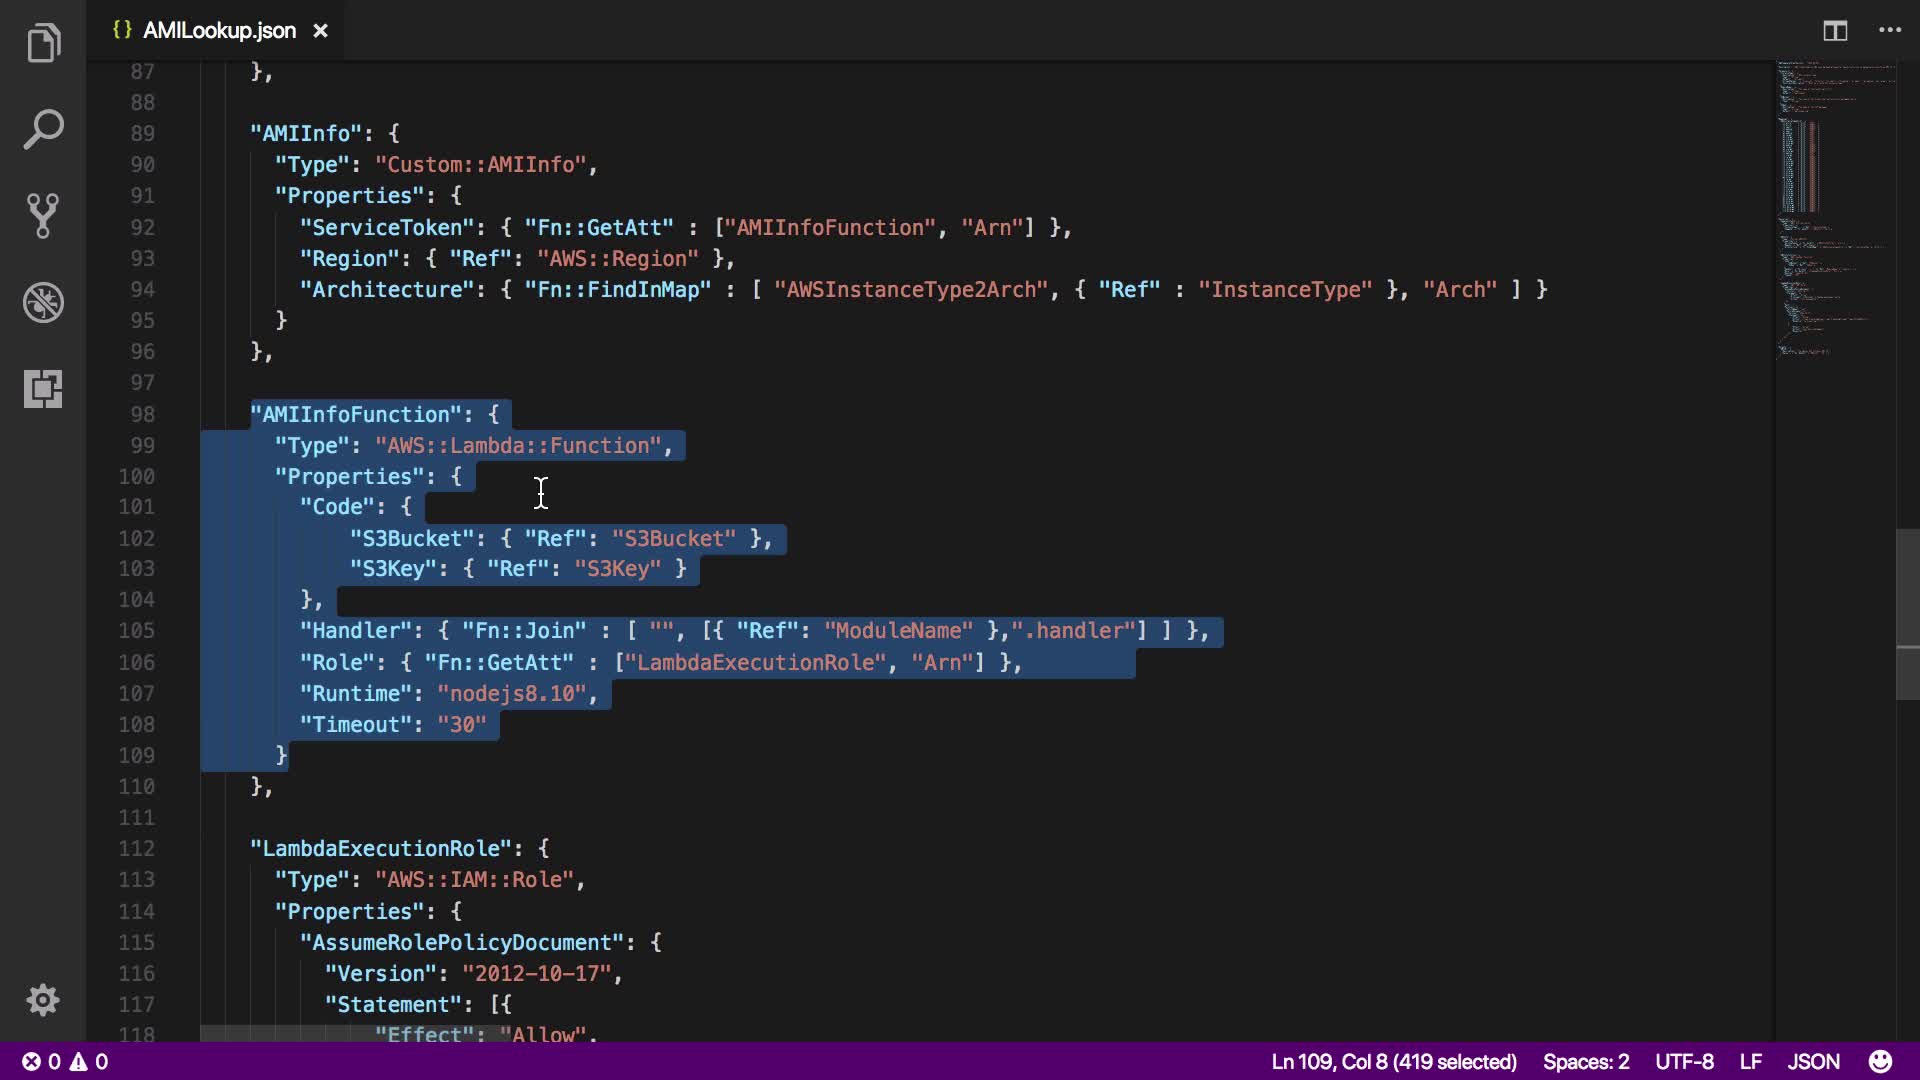 {} AMILookup.json ×
87 },
88
89 "AMIInfo": {
90 "Type": "Custom::AMIInfo",
91 "Properties": {
92 "ServiceToken": { "Fn::GetAtt" : ["AMIInfoFunction", "Arn"] },
93 "Region": { "Ref": "AWS::Region" },
94 "Architecture": { "Fn::FindInMap" : [ "AWSInstanceType2Arch", { "Ref" : "InstanceType" }, "Arch" ] }
95 }
96 },
97
98 "AMIInfoFunction": {
99 "Type": "AWS::Lambda::Function",
100 "Properties": {
101 "Code": {
102 "S3Bucket": { "Ref": "S3Bucket" },
103 "S3Key": { "Ref": "S3Key" }
104 },
105 "Handler": { "Fn::Join" : [ "", [{ "Ref": "ModuleName" },".handler"] ] },
106 "Role": { "Fn::GetAtt" : ["LambdaExecutionRole", "Arn"] },
107 "Runtime": "nodejs8.10",
108 "Timeout": "30"
109 }
110 },
111
112 "LambdaExecutionRole": {
113 "Type": "AWS::IAM::Role",
114 "Properties": {
115 "AssumeRolePolicyDocument": {
116 "Version": "2012-10-17",
117 "Statement": [{
118 "Effect": "Allow",
0 0 Ln 109, Col 8 (419 selected) Spaces: 2 UTF-8 LF JSON